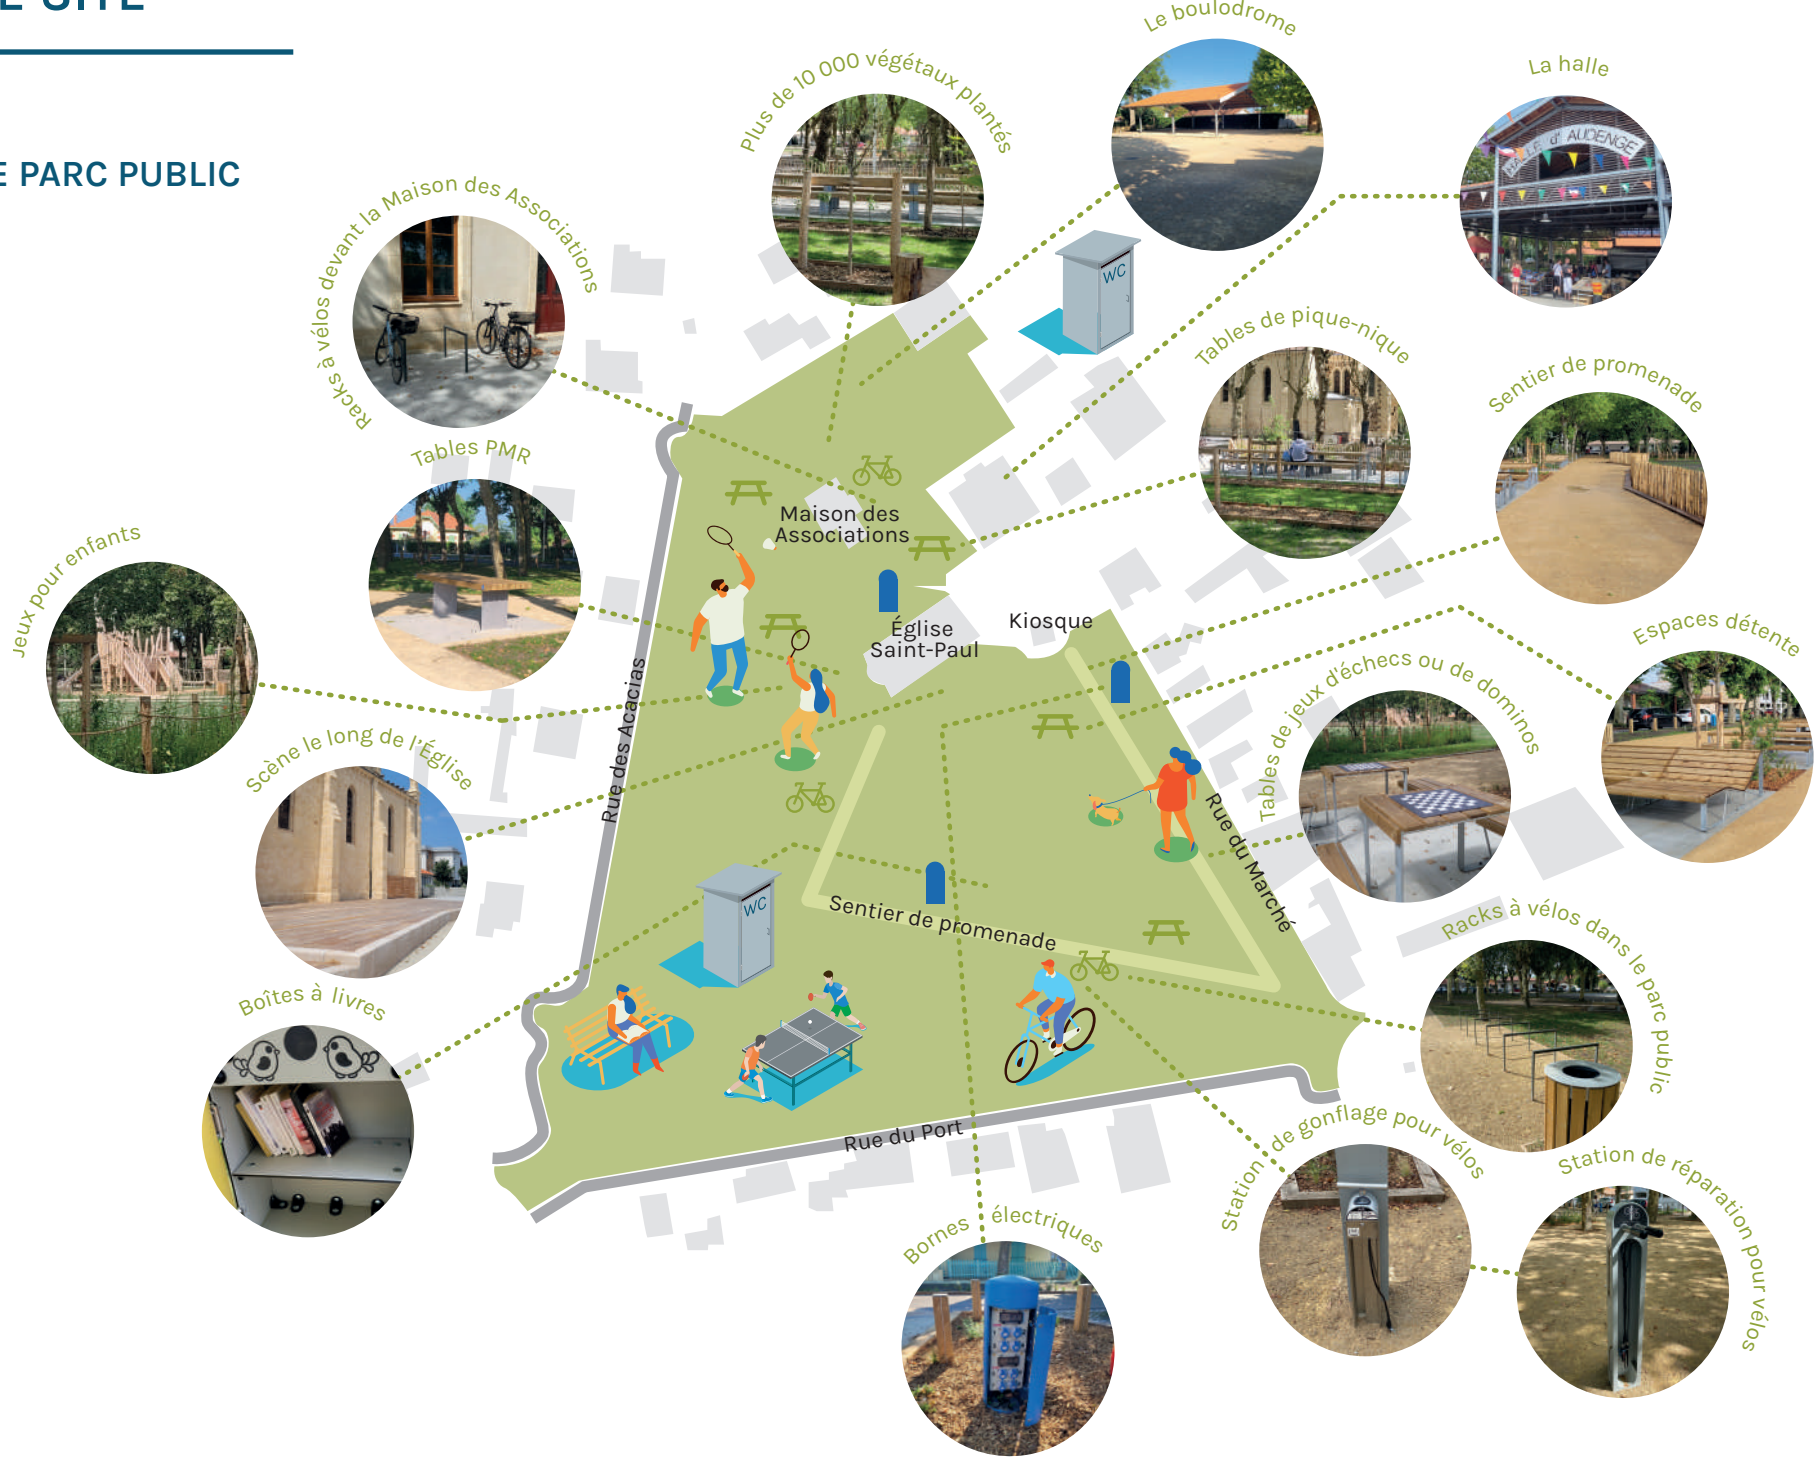 E SITE
E PARC PUBLIC
Le boulodrome
La halle
HALLE d' AUDENGE
Plus de 10 000 végétaux plantés
Racks à vélos devant la Maison des Associations
WC
Tables de pique-nique
Sentier de promenade
Tables PMR
Maison des
Associations
Jeux pour enfants
Église
Saint-Paul
Kiosque
Espaces détente
Tables de jeux d'échecs ou de dominos
Rue des Acacias
Scène le long de l'Église
Rue du Marché
WC
Sentier de promenade
Racks à vélos dans le parc public
Boîtes à livres
Rue du Port
Station de gonflage pour vélos
Station de réparation pour vélos
Bornes électriques